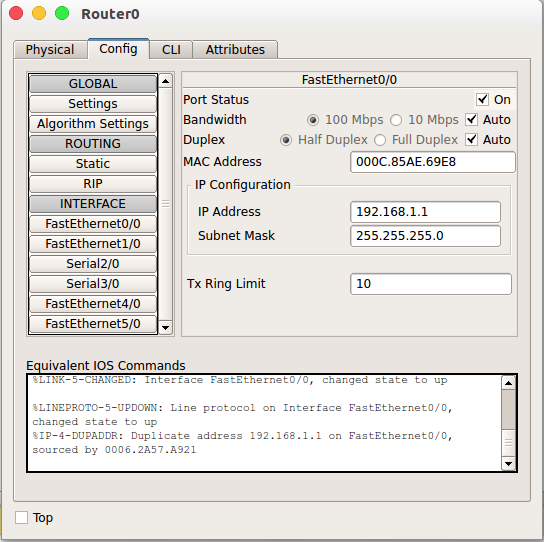 Router0
Physical Config CLI Attributes
GLOBAL
Settings
Algorithm Settings
ROUTING
Static
RIP
INTERFACE
FastEthernet0/0
FastEthernet1/0
Serial2/0
Serial3/0
FastEthernet4/0
FastEthernet5/0
FastEthernet0/0
Port Status On
Bandwidth 100 Mbps 10 Mbps Auto
Duplex Half Duplex Full Duplex Auto
MAC Address 000C.85AE.69E8
IP Configuration
IP Address 192.168.1.1
Subnet Mask 255.255.255.0
Tx Ring Limit 10
Equivalent IOS Commands
%LINK-5-CHANGED: Interface FastEthernet0/0, changed state to up
%LINEPROTO-5-UPDOWN: Line protocol on Interface FastEthernet0/0,
changed state to up
%IP-4-DUPADDR: Duplicate address 192.168.1.1 on FastEthernet0/0,
sourced by 0006.2A57.A921
Top